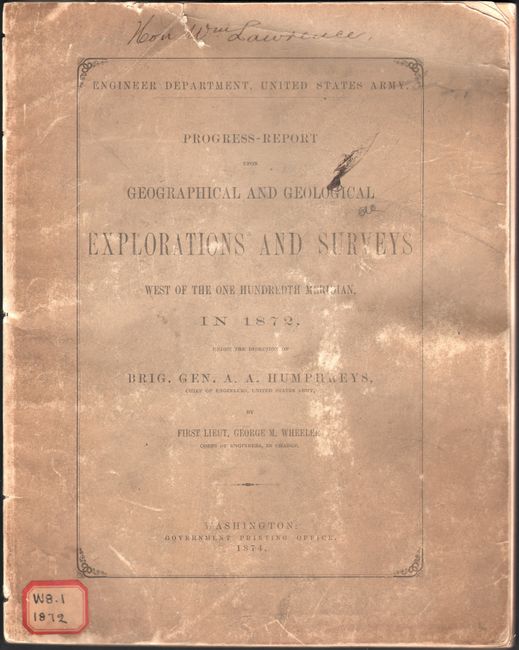 Hon Wm Lawrence.
ENGINEER DEPARTMENT, UNITED STATES ARMY.
PROGRESS-REPORT
UPON
GEOGRAPHICAL AND GEOLOGICAL
EXPLORATIONS AND SURVEYS
WEST OF THE ONE HUNDREDTH MERIDIAN,
IN 1872,
UNDER THE DIRECTION OF
BRIG. GEN. A. A. HUMPHREYS,
CHIEF OF ENGINEERS, UNITED STATES ARMY,
BY
FIRST LIEUT. GEORGE M. WHEELER
CORPS OF ENGINEERS, IN CHARGE.
WASHINGTON:
GOVERNMENT PRINTING OFFICE.
1874.
W8.1
1872